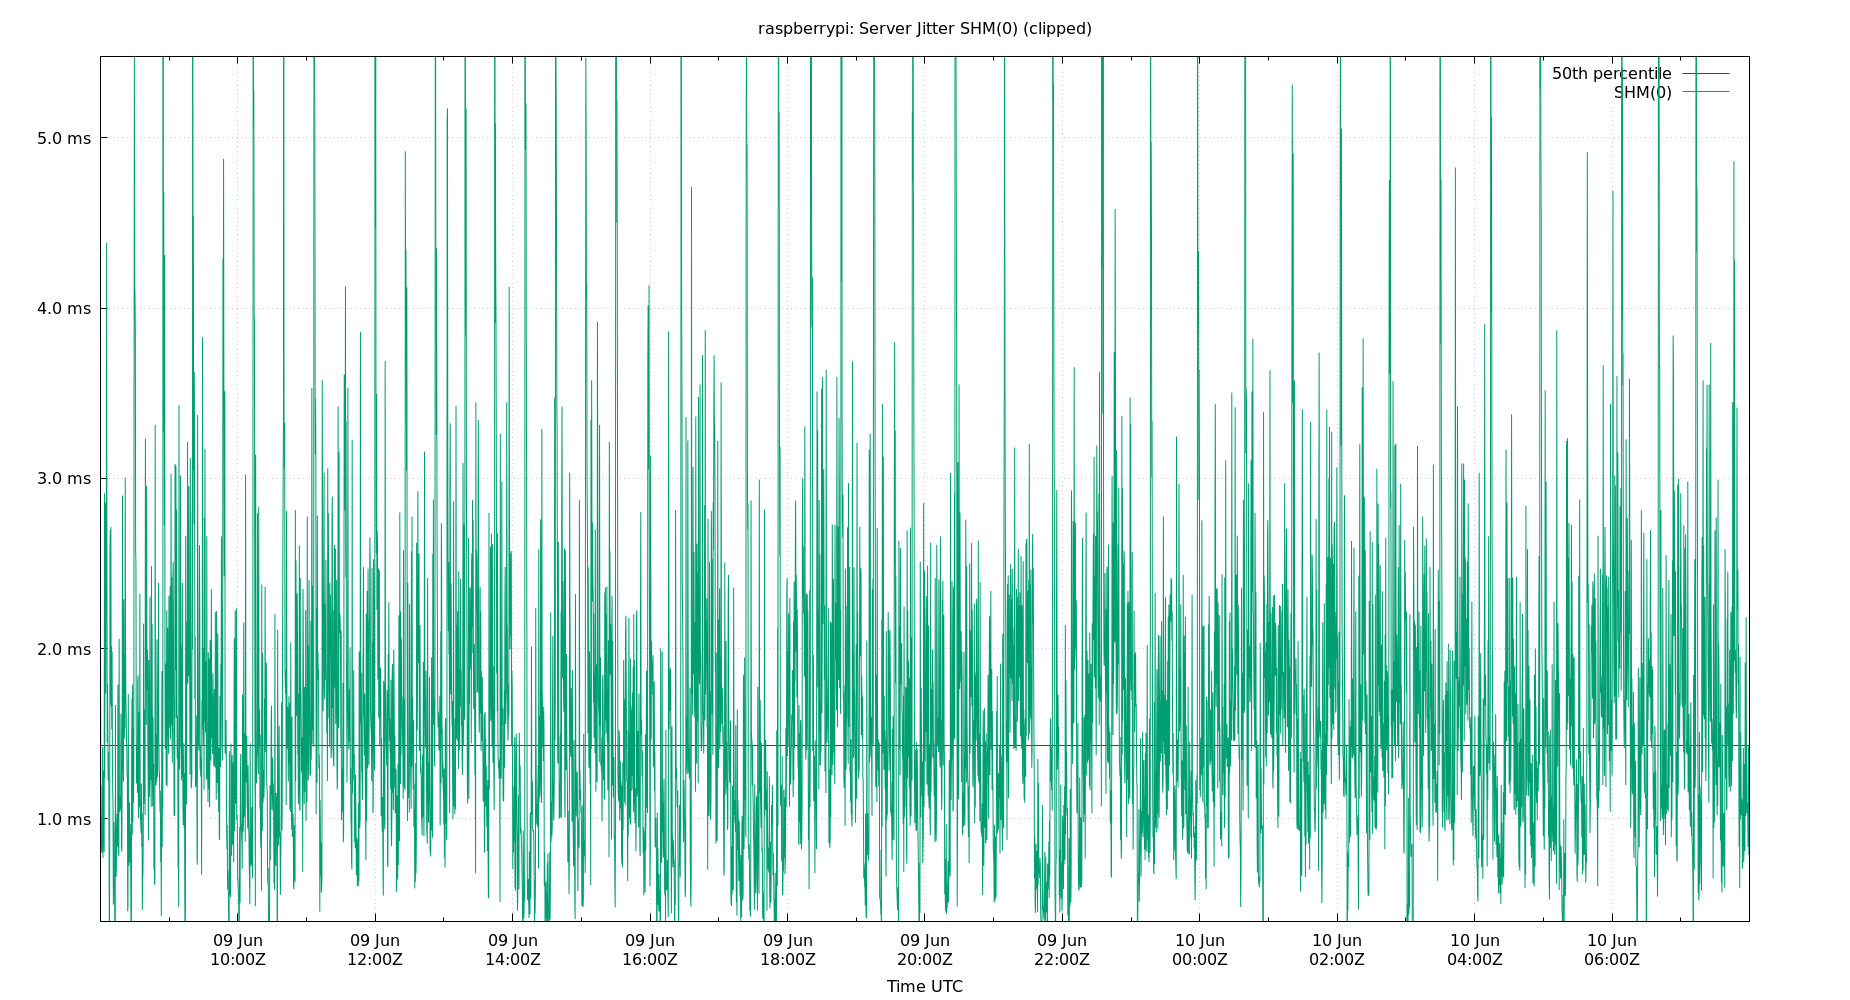 raspberrypi: Server Jitter SHM(0) (clipped)
50th percentile
SHM(0)
5.0 ms
4.0 ms
3.0 ms
2.0 ms
1.0 ms
09 Jun 09 Jun 09 Jun 09 Jun 09 Jun 09 Jun 09 Jun 10 Jun 10 Jun 10 Jun 10 Jun
10:00Z 12:00Z 14:00Z 16:00Z 18:00Z 20:00Z 22:00Z 00:00Z 02:00Z 04:00Z 06:00Z
Time UTC